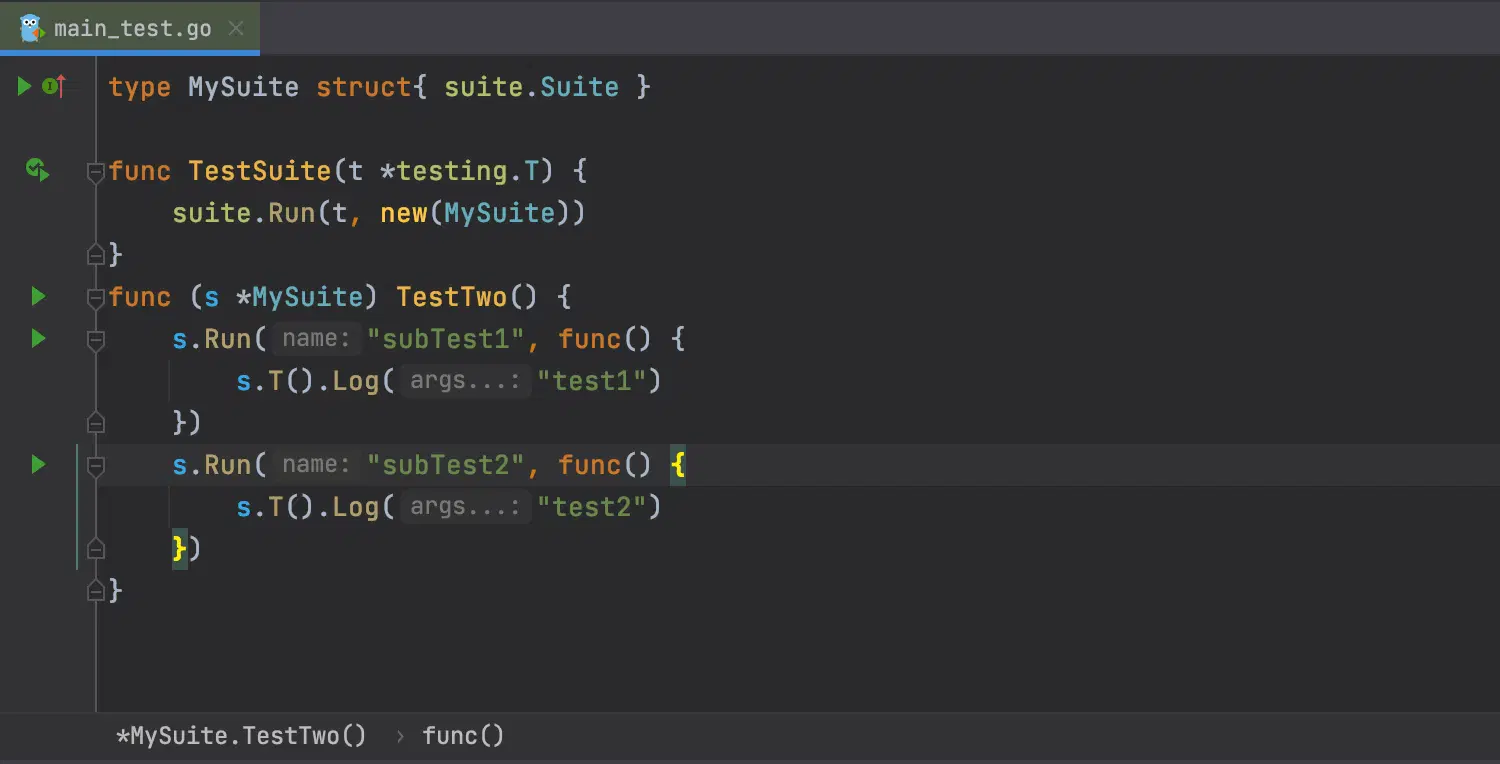 main_test.go
type MySuite struct{ suite.Suite }
func TestSuite(t *testing.T) {
suite.Run(t, new(MySuite))
}
func (s *MySuite) TestTwo() {
s.Run( name: "subTest1", func() {
s.T().Log( args...: "test1")
})
s.Run( name: "subTest2", func() {
s.T().Log( args...: "test2")
})
}
*MySuite.TestTwo() › func()